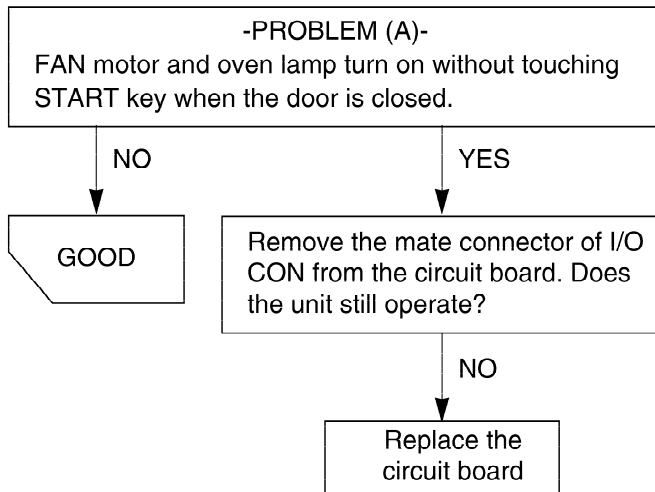 -PROBLEM (A)-
FAN motor and oven lamp turn on without touching
START key when the door is closed.
NO
YES
GOOD
Remove the mate connector of I/O
CON from the circuit board. Does
the unit still operate?
NO
Replace the
circuit board